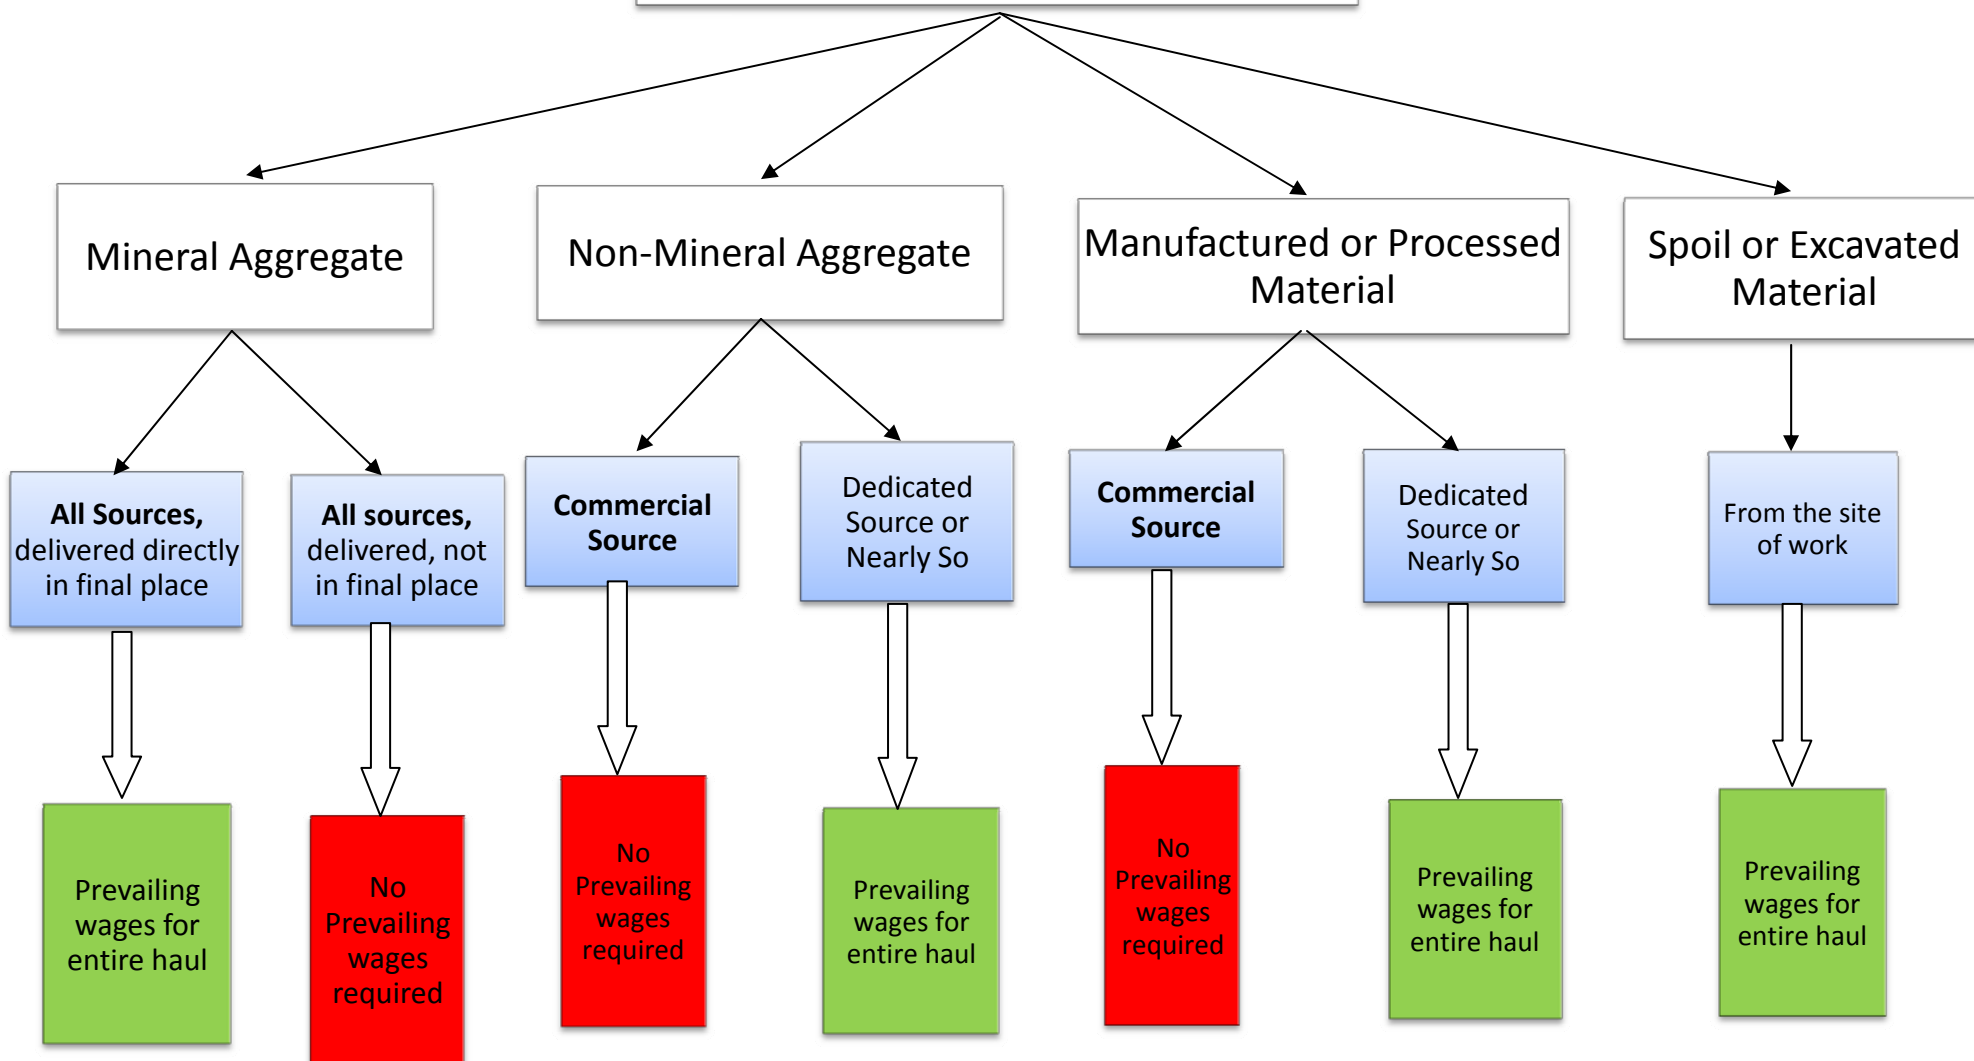 Mineral Aggregate
Non-Mineral Aggregate
Manufactured or Processed
Material
Spoil or Excavated
Material
All Sources,
delivered directly
in final place
All sources,
delivered, not
in final place
Commercial
Source
Dedicated
Source or
Nearly So
Commercial
Source
Dedicated
Source or
Nearly So
From the site
of work
Prevailing
wages for
entire haul
No
Prevailing
wages
required
No
Prevailing
wages
required
Prevailing
wages for
entire haul
No
Prevailing
wages
required
Prevailing
wages for
entire haul
Prevailing
wages for
entire haul